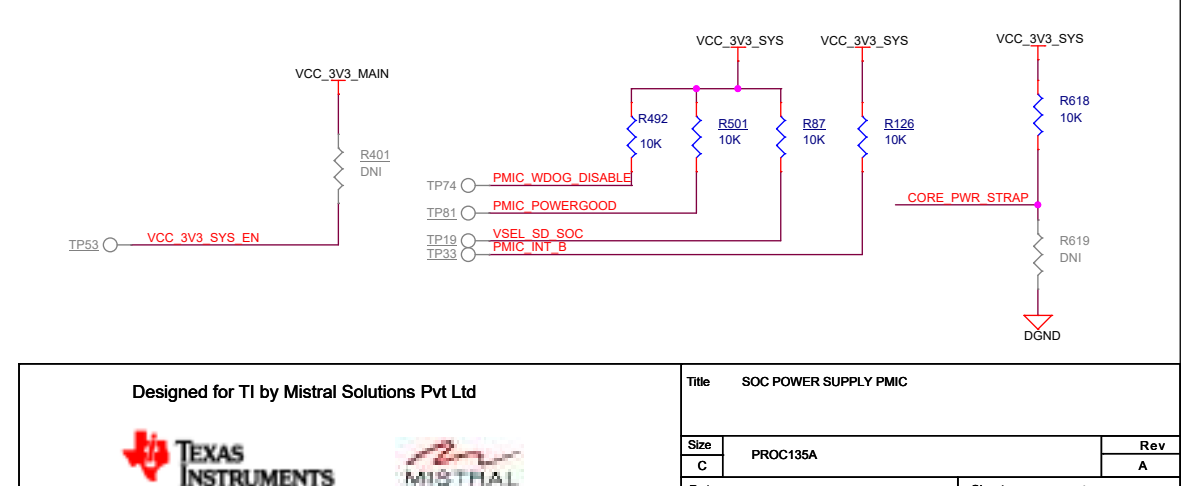 VCC_3V3_SYS
VCC_3V3_SYS
VCC_3V3_SYS
VCC_3V3_MAIN
R492
10K
R501
10K
R87
10K
R126
10K
R618
10K
R401
DNI
TP74
PMIC_WDOG_DISABLE
TP81
PMIC_POWERGOOD
CORE_PWR_STRAP
TP19
VSEL_SD_SOC
TP33
PMIC_INT_B
TP53
VCC_3V3_SYS_EN
R619
DNI
DGND
Designed for TI by Mistral Solutions Pvt Ltd
TEXAS
INSTRUMENTS
MISTRAL
Title
SOC POWER SUPPLY PMIC
Size
C
PROC135A
Rev
A